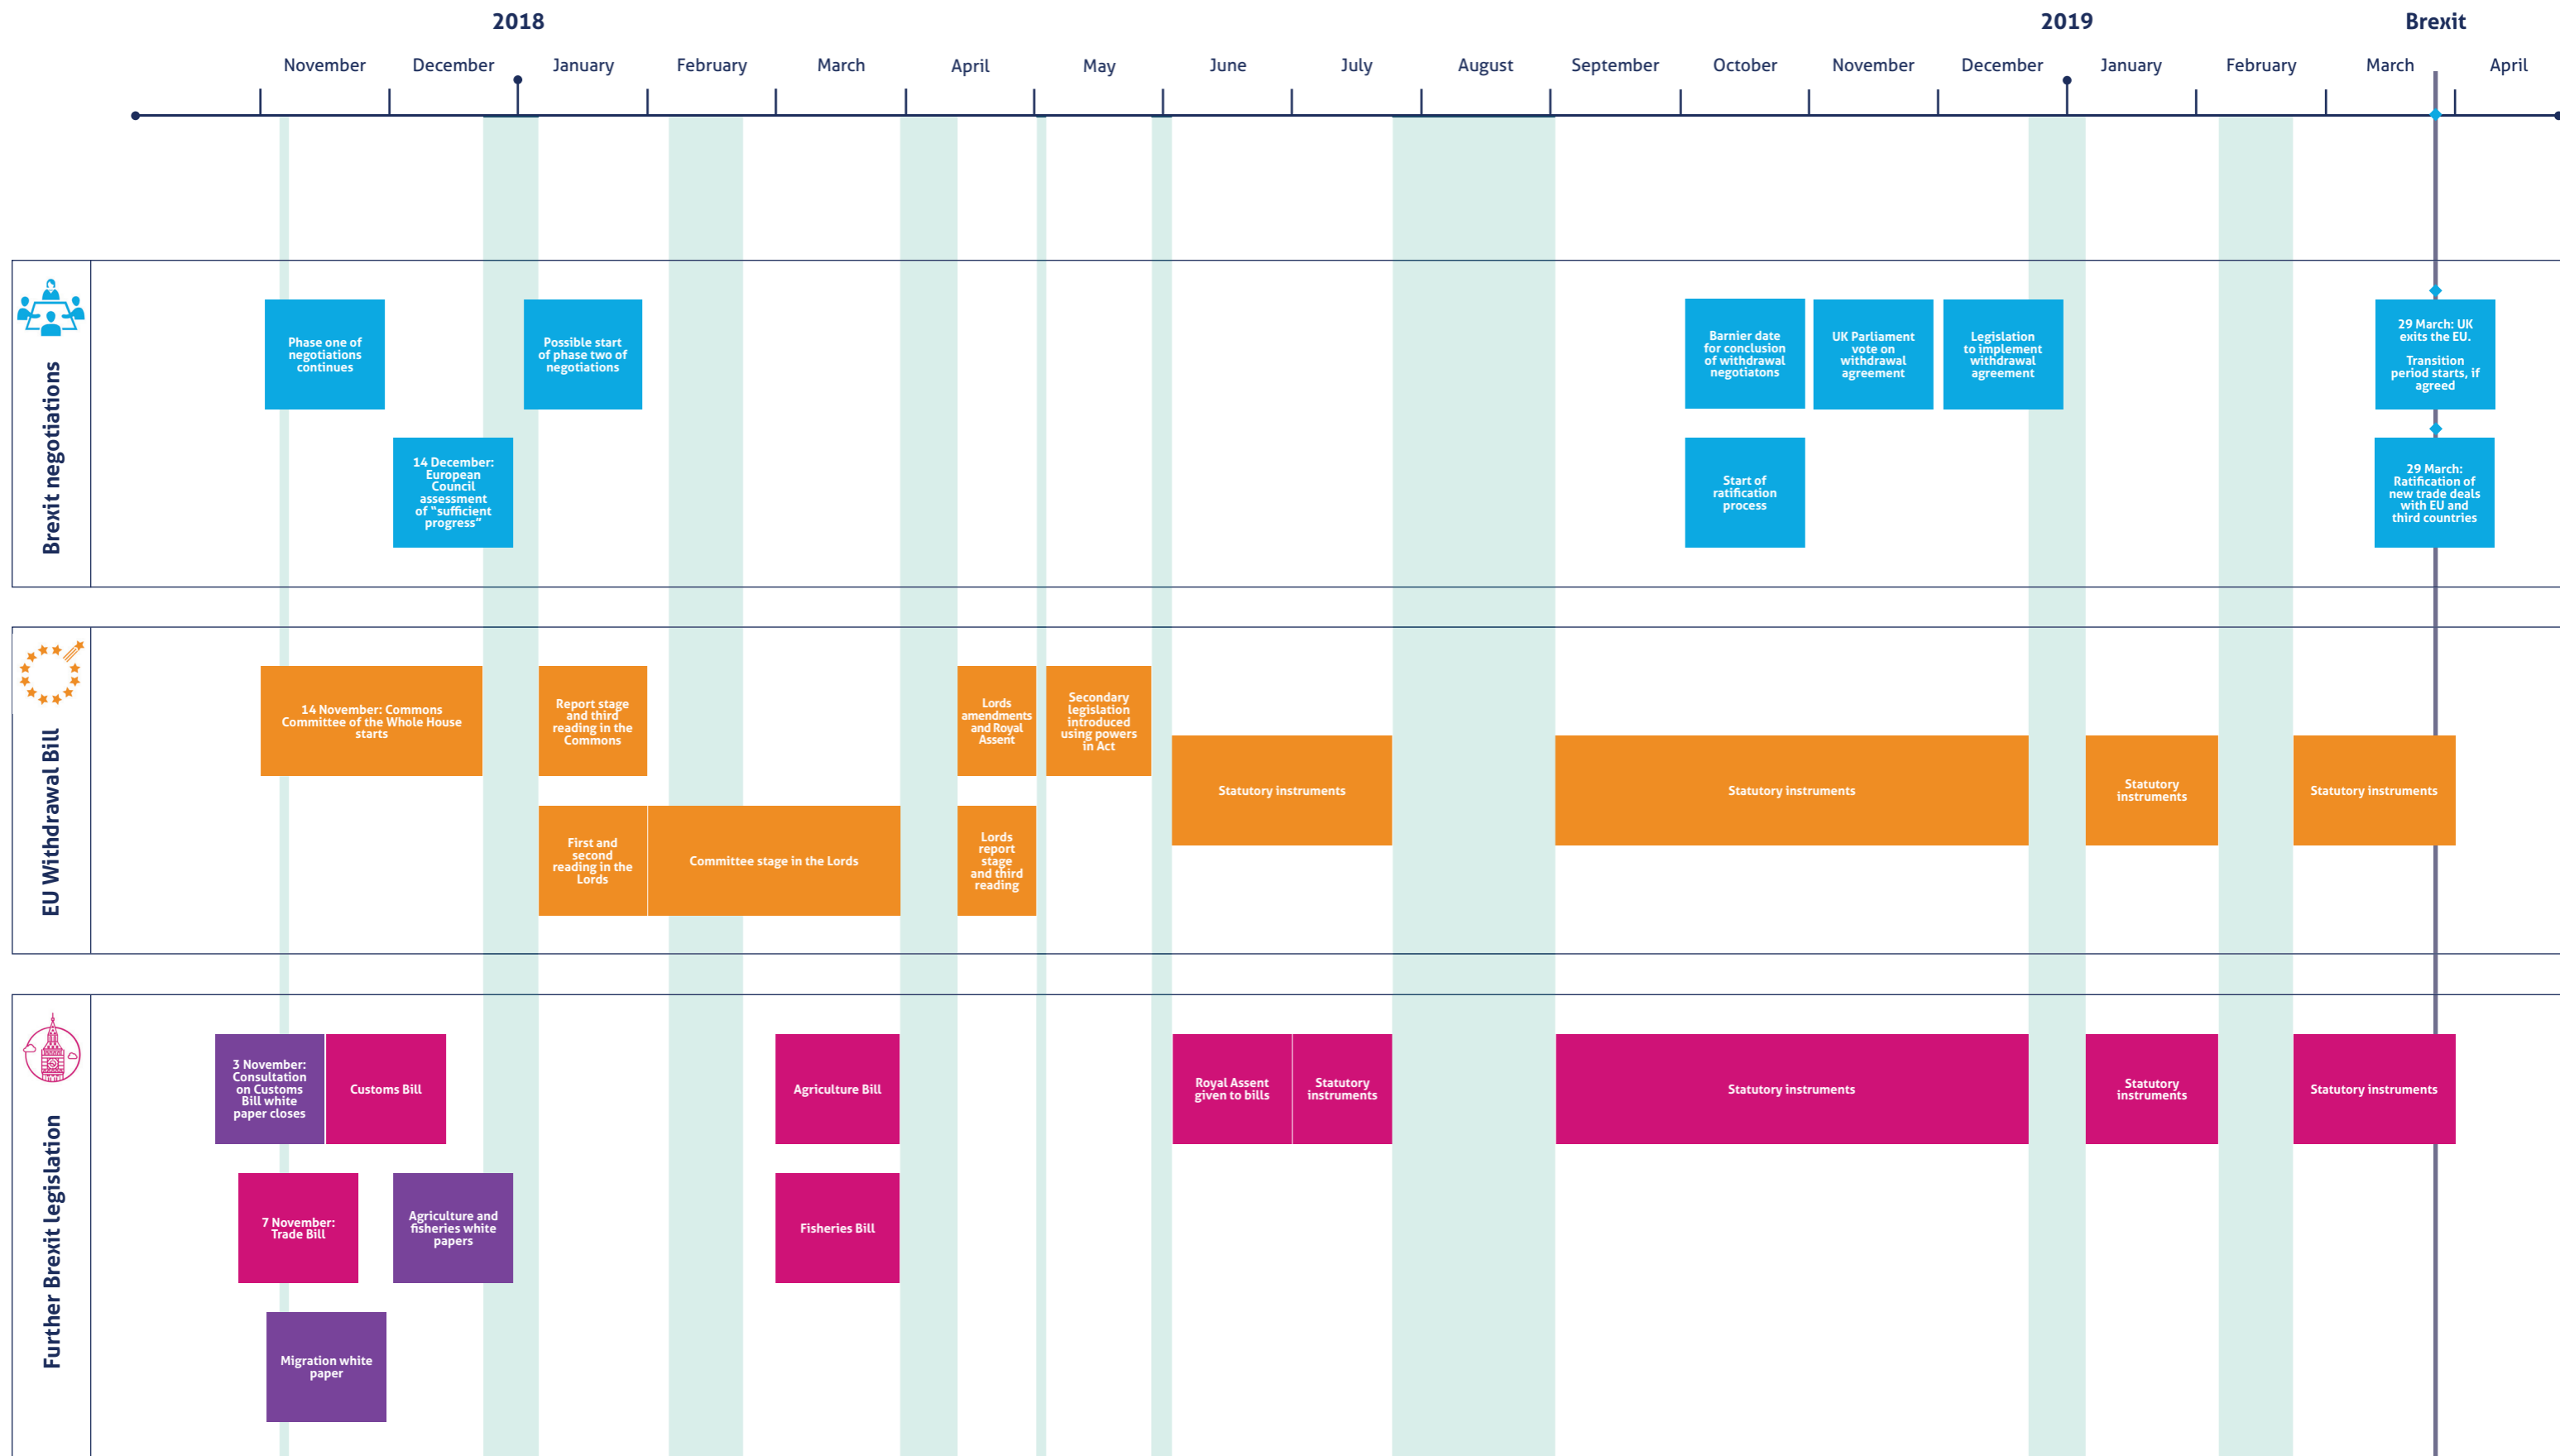 2018
2019
Brexit
November
December
January
February
March
April
May
June
July
August
September
October
November
December
January
February
March
April
Brexit negotiations
Phase one of
negotiations
continues
Possible start
of phase two of
negotiations
Barnier date
for conclusion
of withdrawal
negotiatons
UK Parliament
vote on
withdrawal
agreement
Legislation
to implement
withdrawal
agreement
29 March: UK
exits the EU.
Transition
period starts, if
agreed
14 December:
European
Council
assessment
of “sufficient
progress”
Start of
ratification
process
29 March:
Ratification of
new trade deals
with EU and
third countries
EU Withdrawal Bill
14 November: Commons
Committee of the Whole House
starts
Report stage
and third
reading in the
Commons
Lords
amendments
and Royal
Assent
Secondary
legislation
introduced
using powers
in Act
Statutory instruments
Statutory instruments
Statutory
instruments
Statutory instruments
First and
second
reading in the
Lords
Committee stage in the Lords
Lords
report
stage
and third
reading
Further Brexit legislation
3 November:
Consultation
on Customs
Bill white
paper closes
Customs Bill
Agriculture Bill
Royal Assent
given to bills
Statutory
instruments
Statutory instruments
Statutory
instruments
Statutory instruments
7 November:
Trade Bill
Agriculture and
fisheries white
papers
Fisheries Bill
Migration white
paper